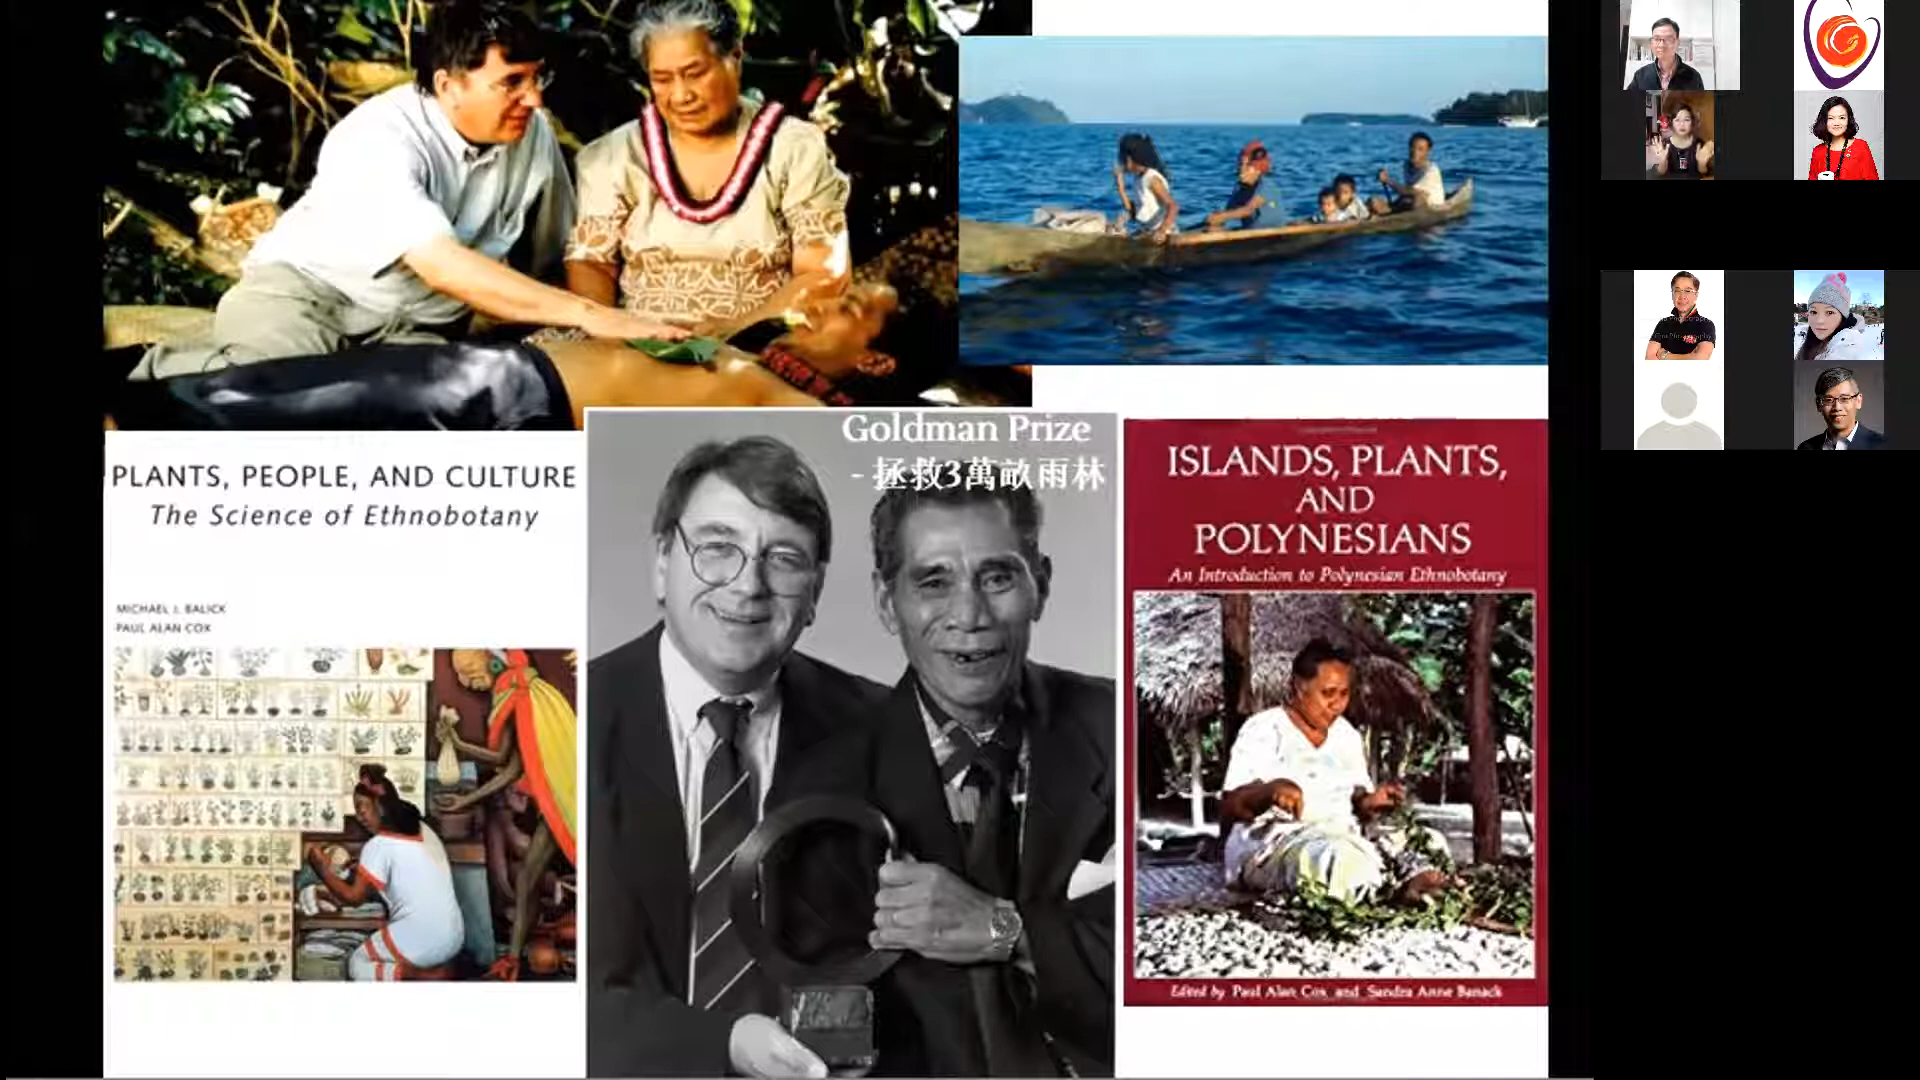 PLANTS, PEOPLE, AND CULTURE
The Science of Ethnobotany
MICHAEL J. BALICK
PAUL ALAN COX
Goldman Prize
- 拯救3萬畝雨林
ISLANDS, PLANTS,
AND
POLYNESIANS
An Introduction to Polynesian Ethnobotany
Edited by Paul Alan Cox and Sandra Anne Banack